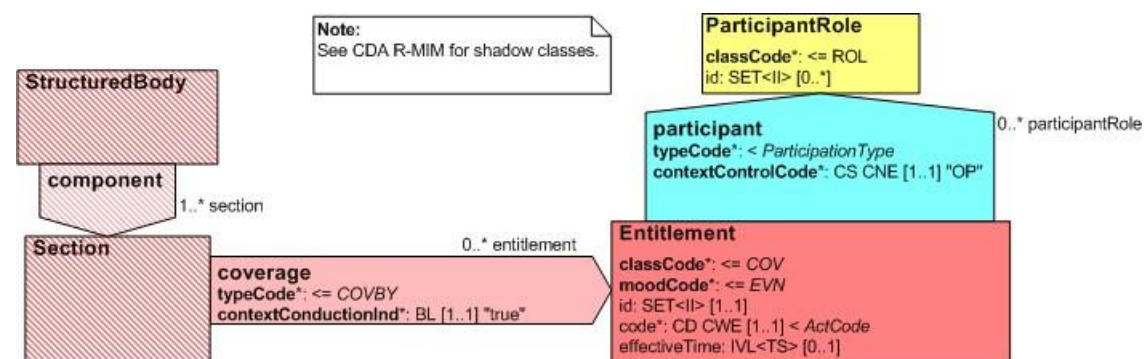 Note:
See CDA R-MIM for shadow classes.
ParticipantRole
classCode*: <= ROL
id: SET<II> [0..*]
StructuredBody
component
1..* section
participant
typeCode*: < ParticipationType
contextControlCode*: CS CNE [1..1] "OP"
0..* participantRole
Section
0..* entitlement
coverage
typeCode*: <= COVBY
contextConductionInd*: BL [1..1] "true"
Entitlement
classCode*: <= COV
moodCode*: <= EVN
id: SET<II> [1..1]
code*: CD CWE [1..1] < ActCode
effectiveTime: IVL<TS> [0..1]